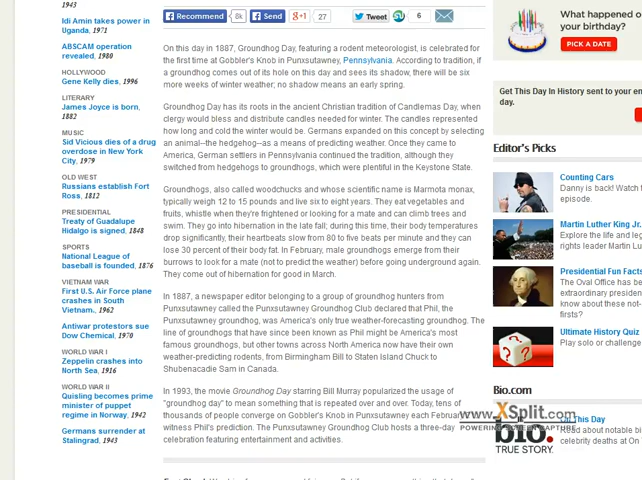 1943
Idi Amin takes power in
Uganda, 1971
ABSCAM operation
revealed, 1980
HOLLYWOOD
Gene Kelly dies, 1996
LITERARY
James Joyce is born,
1882
MUSIC
Sid Vicious dies of a drug
overdose in New York
City, 1979
OLD WEST
Russians establish Fort
Ross, 1812
PRESIDENTIAL
Treaty of Guadalupe
Hidalgo is signed, 1848
SPORTS
National League of
baseball is founded, 1876
VIETNAM WAR
First U.S. Air Force plane
crashes in South
Vietnam., 1962
Antiwar protestors sue
Dow Chemical, 1970
WORLD WAR I
Zeppelin crashes into
North Sea, 1916
WORLD WAR II
Quisling becomes prime
minister of puppet
regime in Norway, 1942
Germans surrender at
Stalingrad, 1943
Recommend 8k Send +1 27 Tweet 6
On this day in 1887, Groundhog Day, featuring a rodent meteorologist, is celebrated for
the first time at Gobbler's Knob in Punxsutawney, Pennsylvania. According to tradition, if
a groundhog comes out of its hole on this day and sees its shadow, there will be six
more weeks of winter weather; no shadow means an early spring.
Groundhog Day has its roots in the ancient Christian tradition of Candlemas Day, when
clergy would bless and distribute candles needed for winter. The candles represented
how long and cold the winter would be. Germans expanded on this concept by selecting
an animal--the hedgehog--as a means of predicting weather. Once they came to
America, German settlers in Pennsylvania continued the tradition, although they
switched from hedgehogs to groundhogs, which were plentiful in the Keystone State.
Groundhogs, also called woodchucks and whose scientific name is Marmota monax,
typically weigh 12 to 15 pounds and live six to eight years. They eat vegetables and
fruits, whistle when they're frightened or looking for a mate and can climb trees and
swim. They go into hibernation in the late fall; during this time, their body temperatures
drop significantly, their heartbeats slow from 80 to five beats per minute and they can
lose 30 percent of their body fat. In February, male groundhogs emerge from their
burrows to look for a mate (not to predict the weather) before going underground again.
They come out of hibernation for good in March.
In 1887, a newspaper editor belonging to a group of groundhog hunters from
Punxsutawney called the Punxsutawney Groundhog Club declared that Phil, the
Punxsutawney groundhog, was America's only true weather-forecasting groundhog. The
line of groundhogs that have since been known as Phil might be America's most
famous groundhogs, but other towns across North America now have their own
weather-predicting rodents, from Birmingham Bill to Staten Island Chuck to
Shubenacadie Sam in Canada.
In 1993, the movie Groundhog Day starring Bill Murray popularized the usage of
"groundhog day" to mean something that is repeated over and over. Today, tens of
thousands of people converge on Gobbler's Knob in Punxsutawney each February to
witness Phil's prediction. The Punxsutawney Groundhog Club hosts a three-day
celebration featuring entertainment and activities.
What happened o
your birthday?
PICK A DATE
Get This Day In History sent to your en
day.
Editor's Picks
Counting Cars
Danny is back! Watch
episode.
Martin Luther King Jr.
Explore the life and leg
rights leader Martin Lu
Presidential Fun Facts
The Oval Office has be
extraordinary presiden
know about these not-
firsts?
Ultimate History Quiz
Play solo or challenge
Bio.com
On This Day
Read about notable bi
celebrity deaths at On
bio.
TRUE STORY.
www.XSplit.com